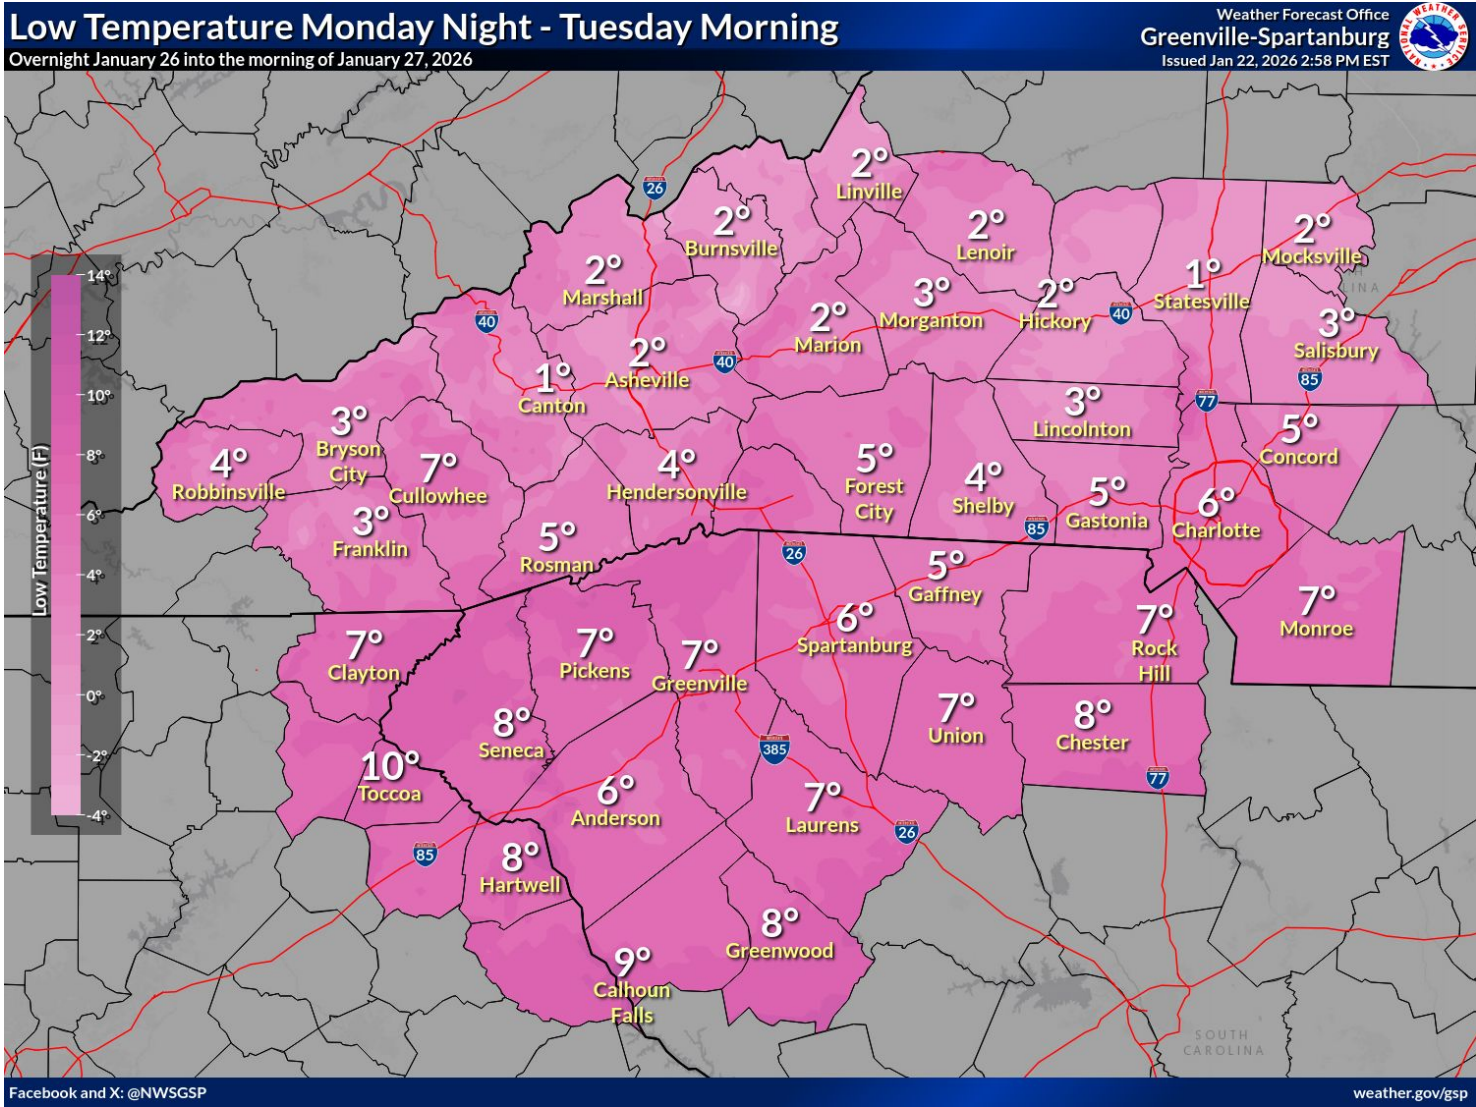 Low Temperature Monday Night - Tuesday Morning
Overnight January 26 into the morning of January 27, 2026
Weather Forecast Office
Greenville-Spartanburg
Issued Jan 22, 2026 2:58 PM EST
NATIONAL WEATHER SERVICE
26
2°
Linville
2°
Burnsville
2°
Lenoir
2°
Mocksville
2°
Marshall
3°
Morganton
2°
Hickory
1°
Statesville
40
40
2°
Marion
3°
Salisbury
2°
Asheville
40
1°
Canton
85
77
3°
Bryson
City
3°
Lincolnton
5°
Concord
4°
Robbinsville
7°
Cullowhee
4°
Hendersonville
5°
Forest
City
4°
Shelby
5°
Gastonia
6°
Charlotte
3°
Franklin
5°
Rosman
26
85
5°
Gaffney
7°
Clayton
7°
Pickens
7°
Greenville
6°
Spartanburg
7°
Rock
Hill
7°
Monroe
8°
Seneca
385
7°
Union
8°
Chester
77
10°
Toccoa
6°
Anderson
7°
Laurens
26
85
8°
Hartwell
8°
Greenwood
9°
Calhoun
Falls
Low Temperature (F)
14°
12°
10°
8°
6°
4°
2°
0°
-2°
-4°
LINA
SOUTH
CAROLINA
Facebook and X: @NWSGSP
weather.gov/gsp